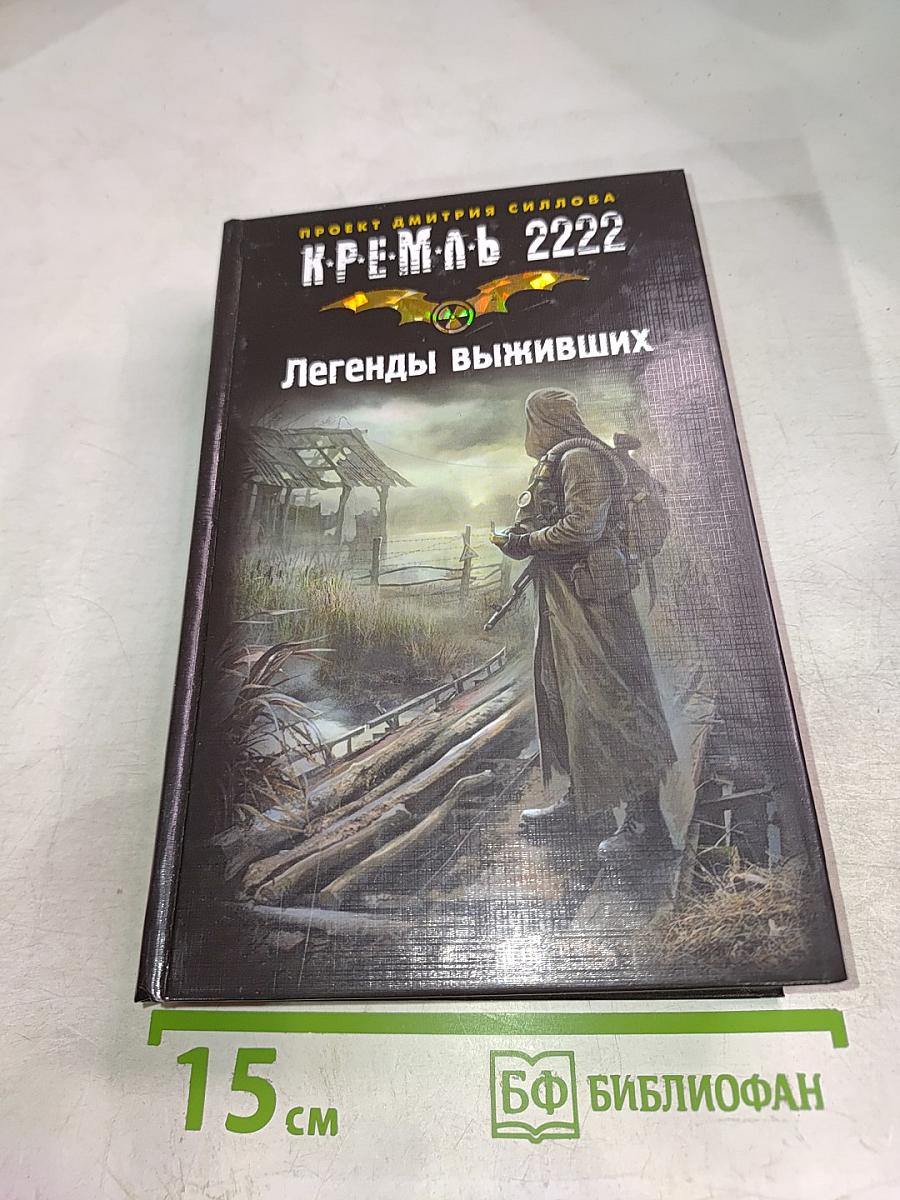 ПРОЕКТ ДМИТРИЯ СИЛЛОВА
К·Р·Е·М·Л·Ь 2222
Легенды выживших
15 см
БФ БИБЛИОФАН